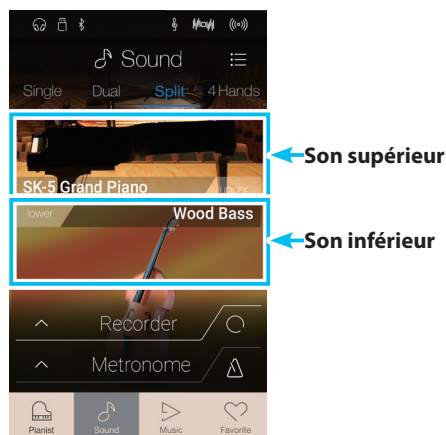 Sound
Single Dual Split 4 Hands
SK-5 Grand Piano upper
Son supérieur
lower Wood Bass
Son inférieur
Recorder
Metronome
Pianist Sound Music Favorite